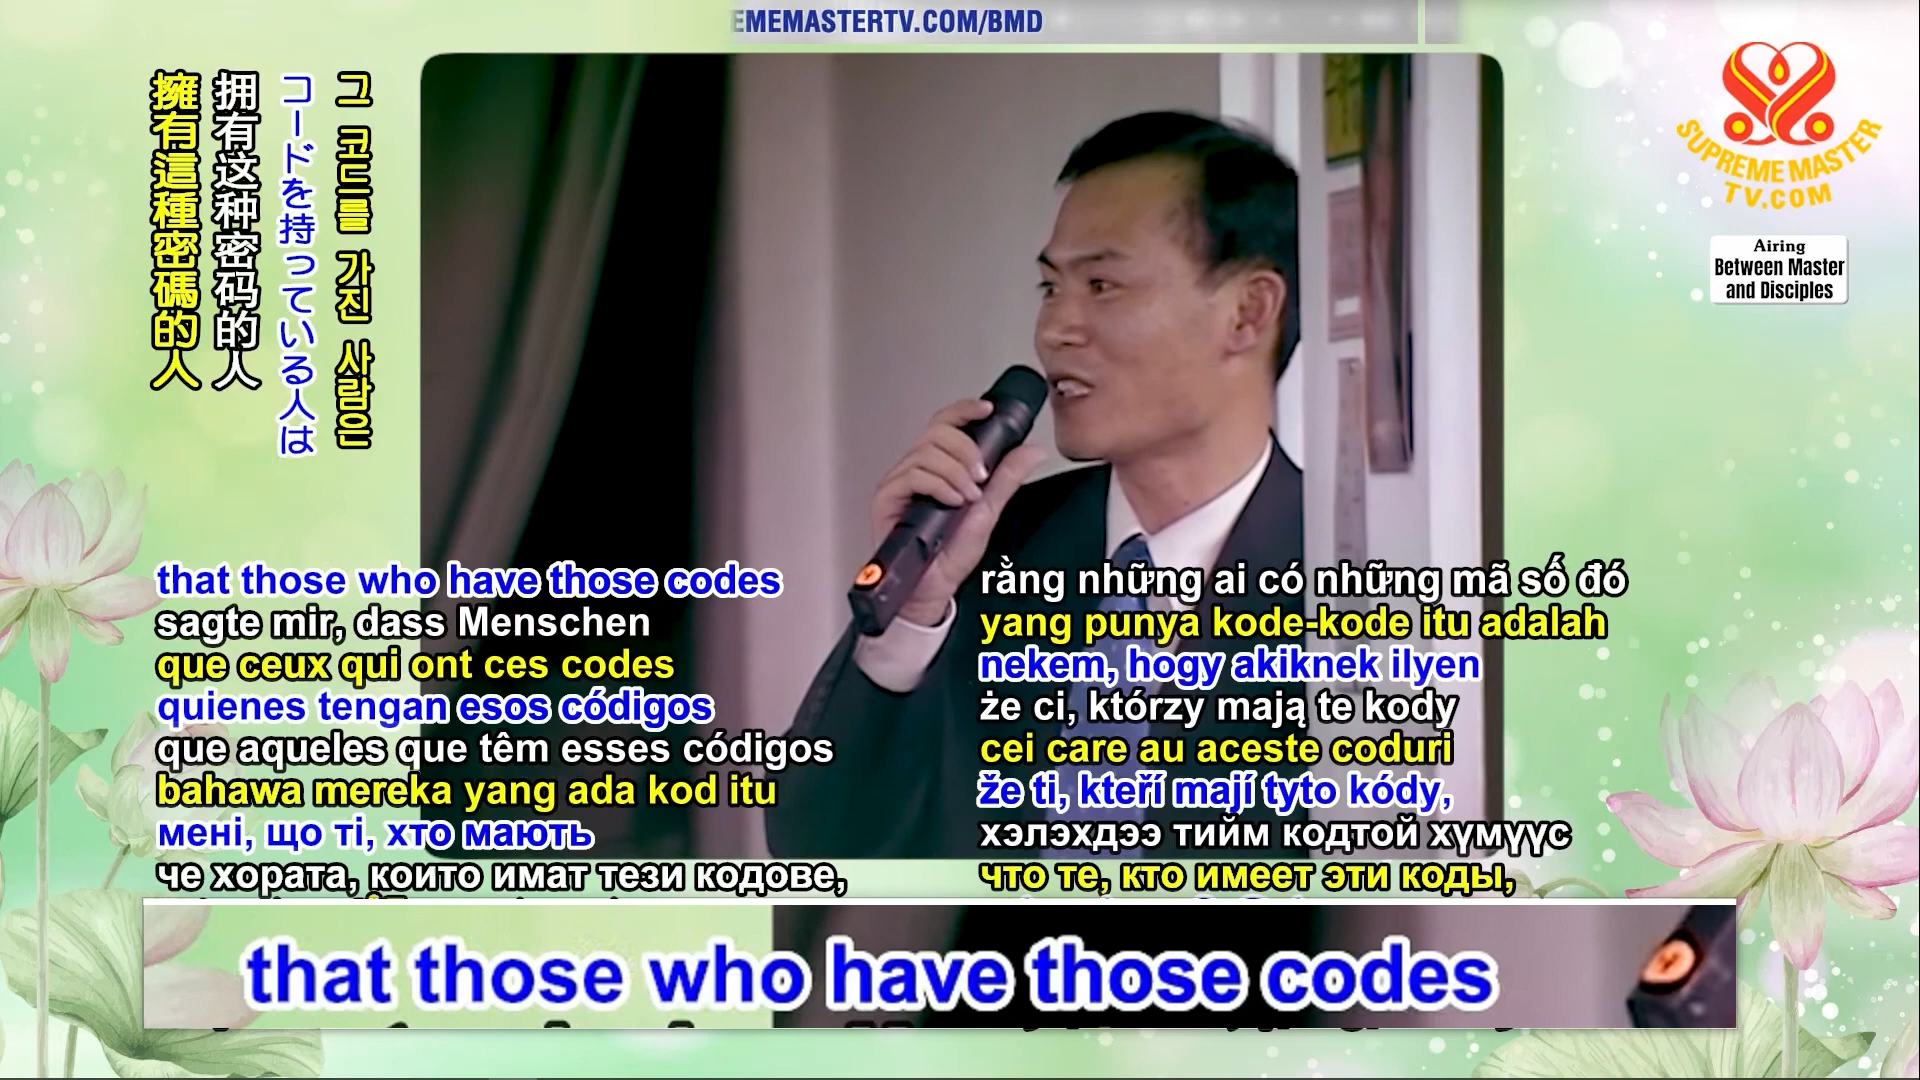 EMEMASTERTV.COM/BMD
그 코드를 가진 사람은
コードを持っている人は
拥有这种密码的人
擁有這種密碼的人
SUPREME MASTER
TV.COM
Airing
Between Master
and Disciples
that those who have those codes
sagte mir, dass Menschen
que ceux qui ont ces codes
quienes tengan esos códigos
que aqueles que têm esses códigos
bahawa mereka yang ada kod itu
мені, що ті, хто мають
че хората, които имат тези кодове,
rằng những ai có những mã số đó
yang punya kode-kode itu adalah
nekem, hogy akiknek ilyen
że ci, którzy mają te kody
cei care au aceste coduri
že ti, kteří mají tyto kódy,
хэлэхдээ тийм кодтой хүмүүс
что те, кто имеет эти коды,
that those who have those codes